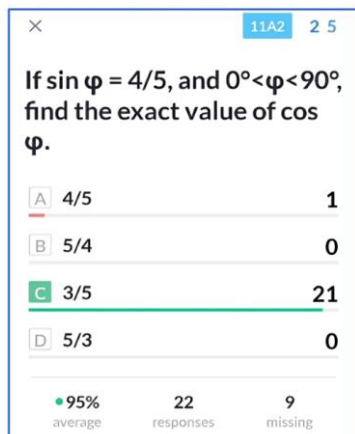 × 11A2 2 5
If sin φ = 4/5, and 0°<φ<90°,
find the exact value of cos
φ.
A 4/5 1
B 5/4 0
C 3/5 21
D 5/3 0
95% 22 9
average responses missing